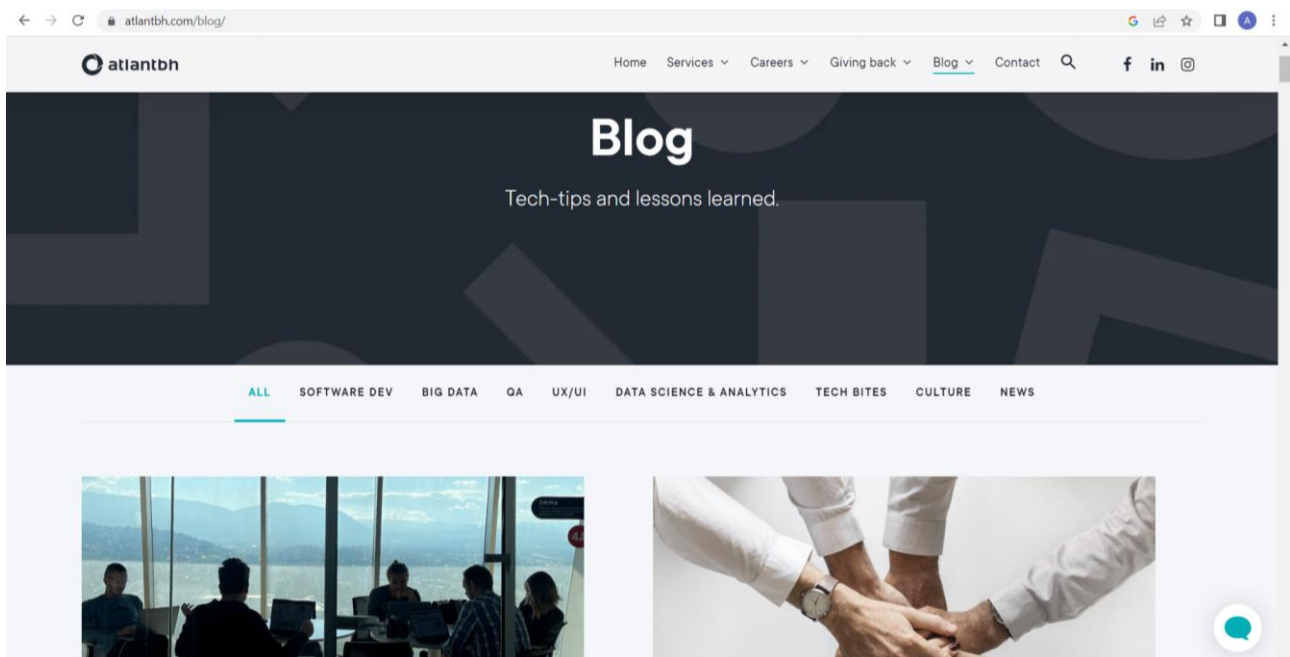 atlantbh.com/blog/
A
atlantbh
Home Services Careers Giving back Blog Contact
Blog
Tech-tips and lessons learned.
ALL SOFTWARE DEV BIG DATA QA UX/UI DATA SCIENCE & ANALYTICS TECH BITES CULTURE NEWS